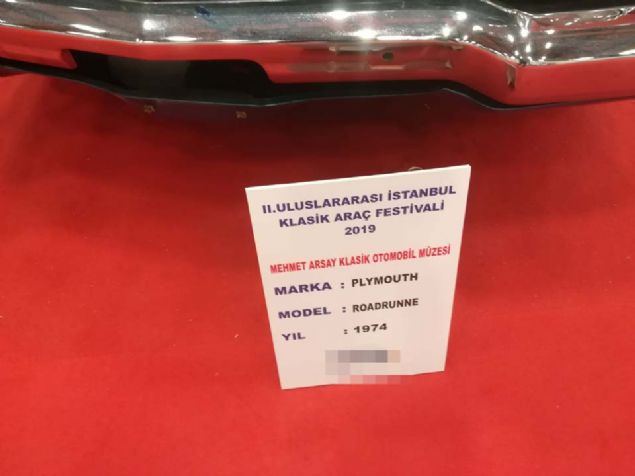 II.ULUSLARARASI İSTANBUL
KLASİK ARAÇ FESTİVALİ
2019
MEHMET ARSAY KLASİK OTOMOBİL MÜZESİ
MARKA : PLYMOUTH
MODEL : ROADRUNNE
YIL : 1974